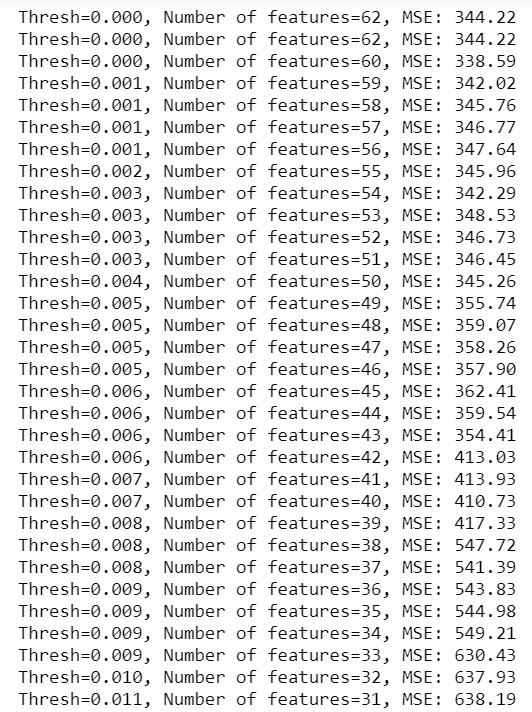 Thresh=0.000, Number of features=62, MSE: 344.22
Thresh=0.000, Number of features=62, MSE: 344.22
Thresh=0.000, Number of features=60, MSE: 338.59
Thresh=0.001, Number of features=59, MSE: 342.02
Thresh=0.001, Number of features=58, MSE: 345.76
Thresh=0.001, Number of features=57, MSE: 346.77
Thresh=0.001, Number of features=56, MSE: 347.64
Thresh=0.002, Number of features=55, MSE: 345.96
Thresh=0.003, Number of features=54, MSE: 342.29
Thresh=0.003, Number of features=53, MSE: 348.53
Thresh=0.003, Number of features=52, MSE: 346.73
Thresh=0.003, Number of features=51, MSE: 346.45
Thresh=0.004, Number of features=50, MSE: 345.26
Thresh=0.005, Number of features=49, MSE: 355.74
Thresh=0.005, Number of features=48, MSE: 359.07
Thresh=0.005, Number of features=47, MSE: 358.26
Thresh=0.005, Number of features=46, MSE: 357.90
Thresh=0.006, Number of features=45, MSE: 362.41
Thresh=0.006, Number of features=44, MSE: 359.54
Thresh=0.006, Number of features=43, MSE: 354.41
Thresh=0.006, Number of features=42, MSE: 413.03
Thresh=0.007, Number of features=41, MSE: 413.93
Thresh=0.007, Number of features=40, MSE: 410.73
Thresh=0.008, Number of features=39, MSE: 417.33
Thresh=0.008, Number of features=38, MSE: 547.72
Thresh=0.008, Number of features=37, MSE: 541.39
Thresh=0.009, Number of features=36, MSE: 543.83
Thresh=0.009, Number of features=35, MSE: 544.98
Thresh=0.009, Number of features=34, MSE: 549.21
Thresh=0.009, Number of features=33, MSE: 630.43
Thresh=0.010, Number of features=32, MSE: 637.93
Thresh=0.011, Number of features=31, MSE: 638.19